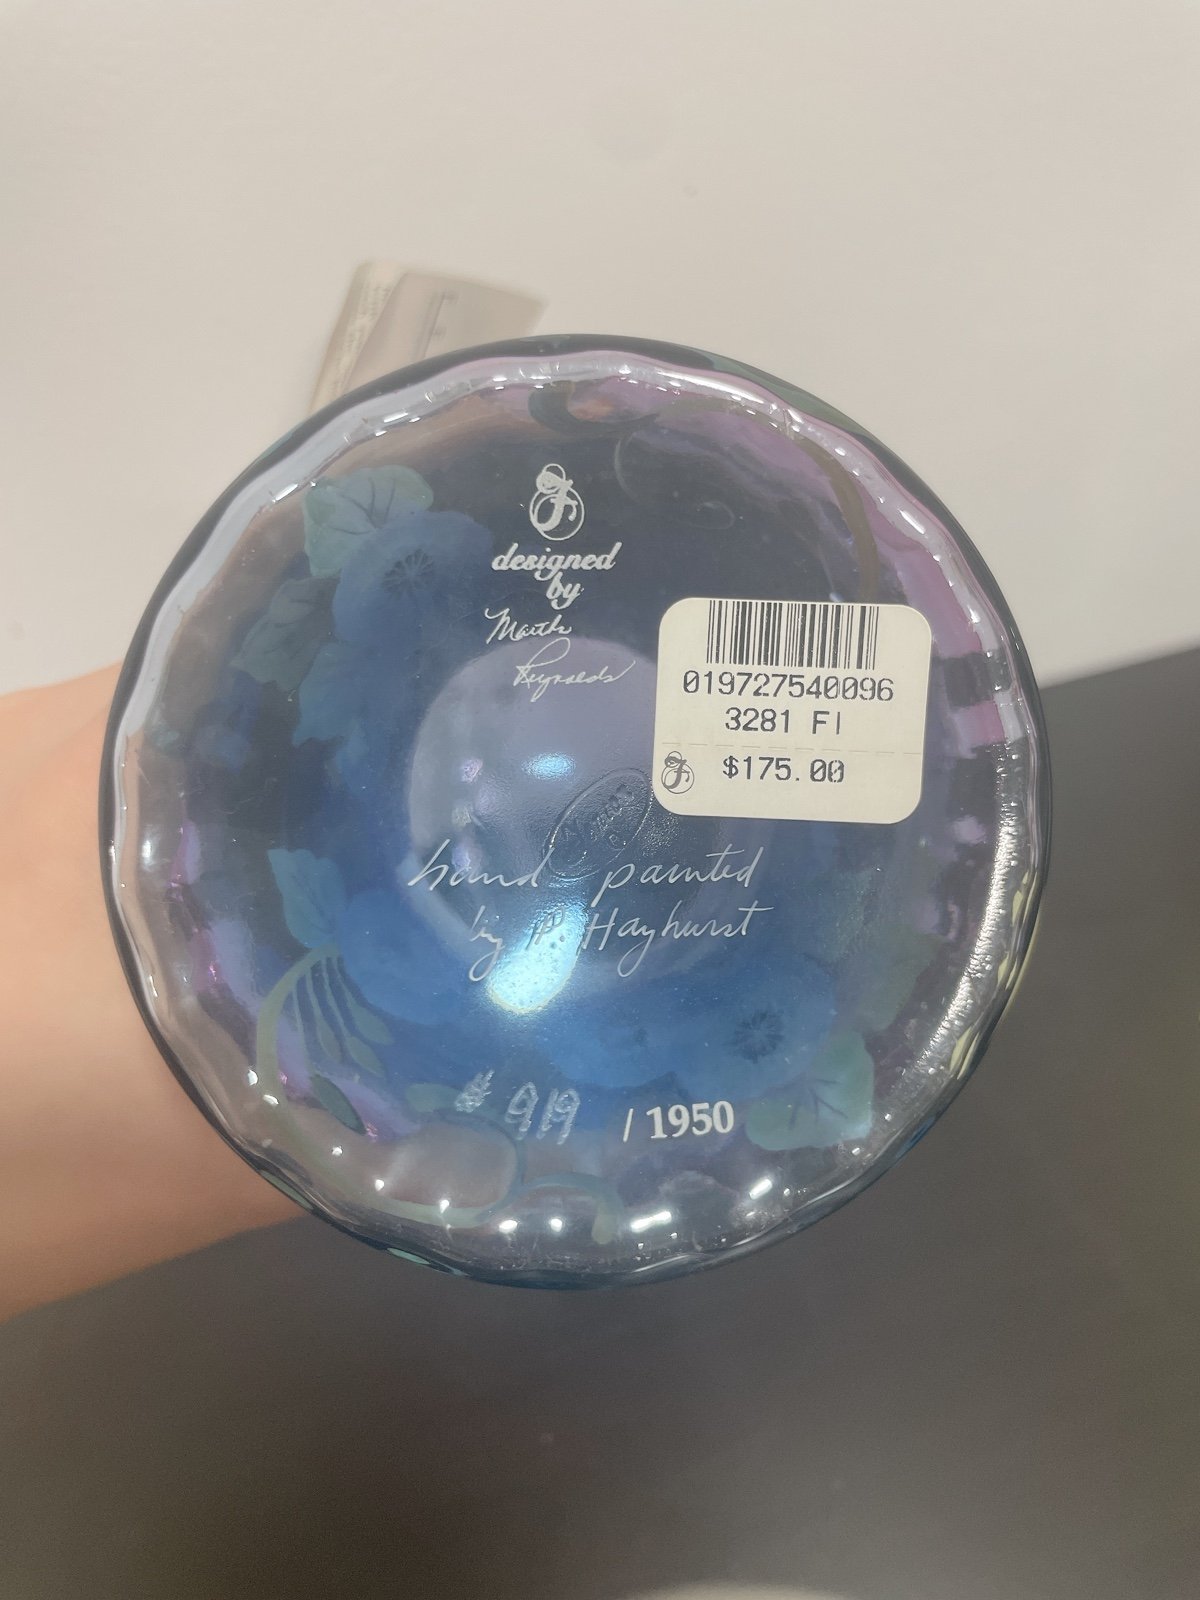 designed
by
Martha
Reynolds
019727540096
3281 FI
$175.00
hand painted
by P. Hayhurst
# 919 / 1950